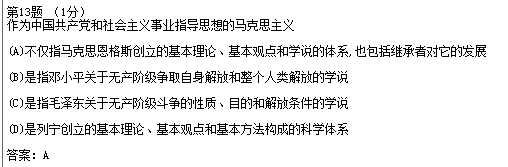 第13题 （1分）
作为中国共产党和社会主义事业指导思想的马克思主义
(A)不仅指马克思恩格斯创立的基本理论、基本观点和学说的体系,也包括继承者对它的发展
(B)是指邓小平关于无产阶级争取自身解放和整个人类解放的学说
(C)是指毛泽东关于无产阶级斗争的性质、目的和解放条件的学说
(D)是列宁创立的基本理论、基本观点和基本方法构成的科学体系
答案：A